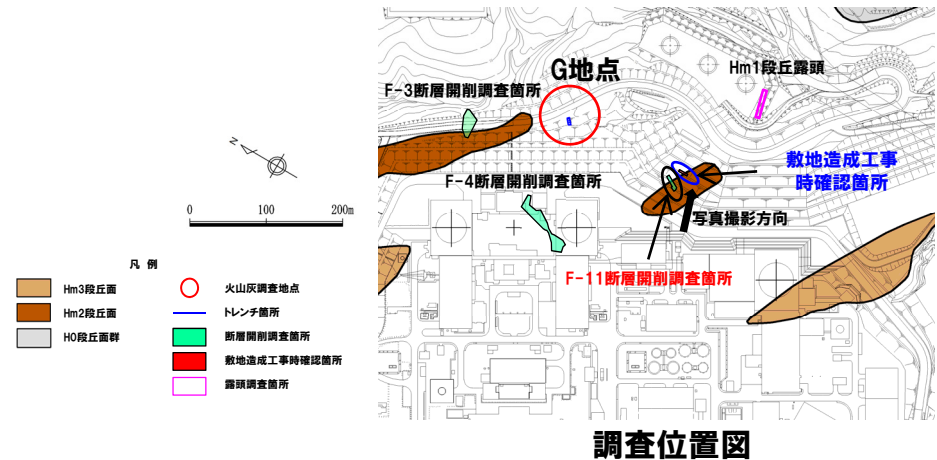 G地点
Hm1段丘露頭
F-3断層開削調査箇所
敷地造成工事
時確認箇所
F-4断層開削調査箇所
写真撮影方向
F-11断層開削調査箇所
N
0 100 200m
凡 例
Hm3段丘面
Hm2段丘面
H0段丘面群
火山灰調査地点
トレンチ箇所
断層開削調査箇所
敷地造成工事時確認箇所
露頭調査箇所
調査位置図